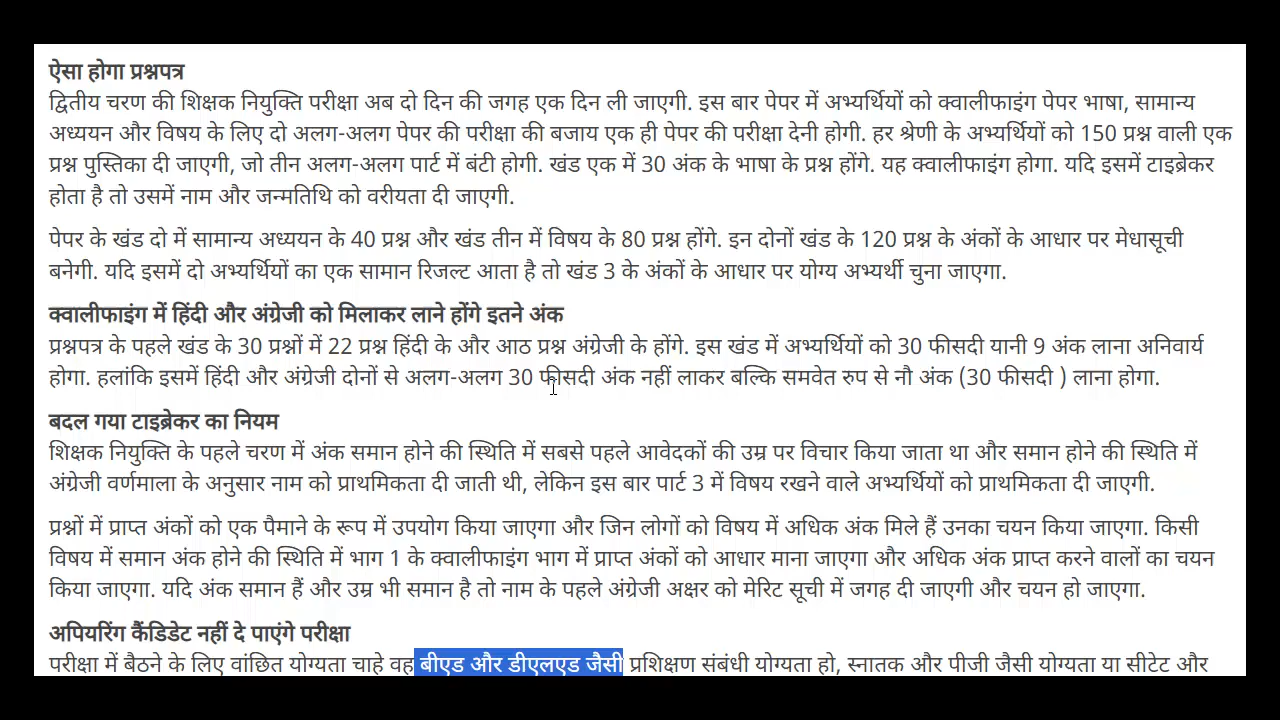 ऐसा होगा प्रश्नपत्र
द्वितीय चरण की शिक्षक नियुक्ति परीक्षा अब दो दिन की जगह एक दिन ली जाएगी. इस बार पेपर में अभ्यर्थियों को क्वालीफाइंग पेपर भाषा, सामान्य
अध्ययन और विषय के लिए दो अलग-अलग पेपर की परीक्षा की बजाय एक ही पेपर की परीक्षा देनी होगी. हर श्रेणी के अभ्यर्थियों को 150 प्रश्न वाली एक
प्रश्न पुस्तिका दी जाएगी, जो तीन अलग-अलग पार्ट में बंटी होगी. खंड एक में 30 अंक के भाषा के प्रश्न होंगे. यह क्वालीफाइंग होगा. यदि इसमें टाइब्रेकर
होता है तो उसमें नाम और जन्मतिथि को वरीयता दी जाएगी.
पेपर के खंड दो में सामान्य अध्ययन के 40 प्रश्न और खंड तीन में विषय के 80 प्रश्न होंगे. इन दोनों खंड के 120 प्रश्न के अंकों के आधार पर मेधासूची
बनेगी. यदि इसमें दो अभ्यर्थियों का एक सामान रिजल्ट आता है तो खंड 3 के अंकों के आधार पर योग्य अभ्यर्थी चुना जाएगा.
क्वालीफाइंग में हिंदी और अंग्रेजी को मिलाकर लाने होंगे इतने अंक
प्रश्नपत्र के पहले खंड के 30 प्रश्नों में 22 प्रश्न हिंदी के और आठ प्रश्न अंग्रेजी के होंगे. इस खंड में अभ्यर्थियों को 30 फीसदी यानी 9 अंक लाना अनिवार्य
होगा. हलांकि इसमें हिंदी और अंग्रेजी दोनों से अलग-अलग 30 फीसदी अंक नहीं लाकर बल्कि समवेत रुप से नौ अंक (30 फीसदी ) लाना होगा.
बदल गया टाइब्रेकर का नियम
शिक्षक नियुक्ति के पहले चरण में अंक समान होने की स्थिति में सबसे पहले आवेदकों की उम्र पर विचार किया जाता था और समान होने की स्थिति में
अंग्रेजी वर्णमाला के अनुसार नाम को प्राथमिकता दी जाती थी, लेकिन इस बार पार्ट 3 में विषय रखने वाले अभ्यर्थियों को प्राथमिकता दी जाएगी.
प्रश्नों में प्राप्त अंकों को एक पैमाने के रूप में उपयोग किया जाएगा और जिन लोगों को विषय में अधिक अंक मिले हैं उनका चयन किया जाएगा. किसी
विषय में समान अंक होने की स्थिति में भाग 1 के क्वालीफाइंग भाग में प्राप्त अंकों को आधार माना जाएगा और अधिक अंक प्राप्त करने वालों का चयन
किया जाएगा. यदि अंक समान हैं और उम्र भी समान है तो नाम के पहले अंग्रेजी अक्षर को मेरिट सूची में जगह दी जाएगी और चयन हो जाएगा.
अपियरिंग कैंडिडेट नहीं दे पाएंगे परीक्षा
परीक्षा में बैठने के लिए वांछित योग्यता चाहे वह बीएड और डीएलएड जैसी प्रशिक्षण संबंधी योग्यता हो, स्नातक और पीजी जैसी योग्यता या सीटेट और